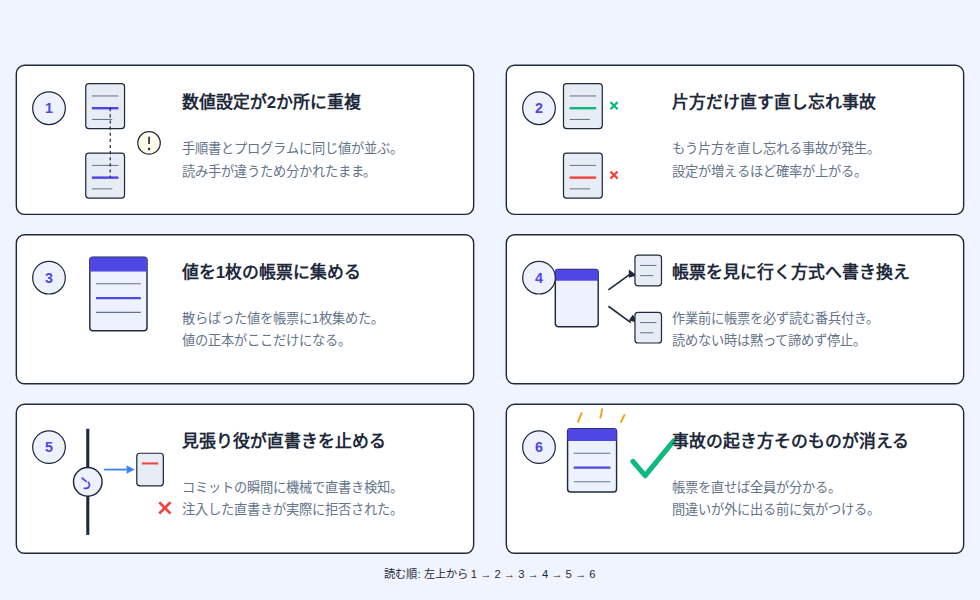 1
数値設定が2か所に重複
手順書とプログラムに同じ値が並ぶ。
読み手が違うため分かれたまま。
!
2
片方だけ直す直し忘れ事故
もう片方を直し忘れる事故が発生。
設定が増えるほど確率が上がる。
3
値を1枚の帳票に集める
散らばった値を帳票に1枚集めた。
値の正本がここだけになる。
4
帳票を見に行く方式へ書き換え
作業前に帳票を必ず読む番兵付き。
読めない時は黙って諦めず停止。
5
見張り役が直書きを止める
コミットの瞬間に機械で直書き検知。
注入した直書きが実際に拒否された。
6
事故の起き方そのものが消える
帳票を直せば全員が分かる。
間違いが外に出る前に気がつける。
読む順: 左上から 1 → 2 → 3 → 4 → 5 → 6